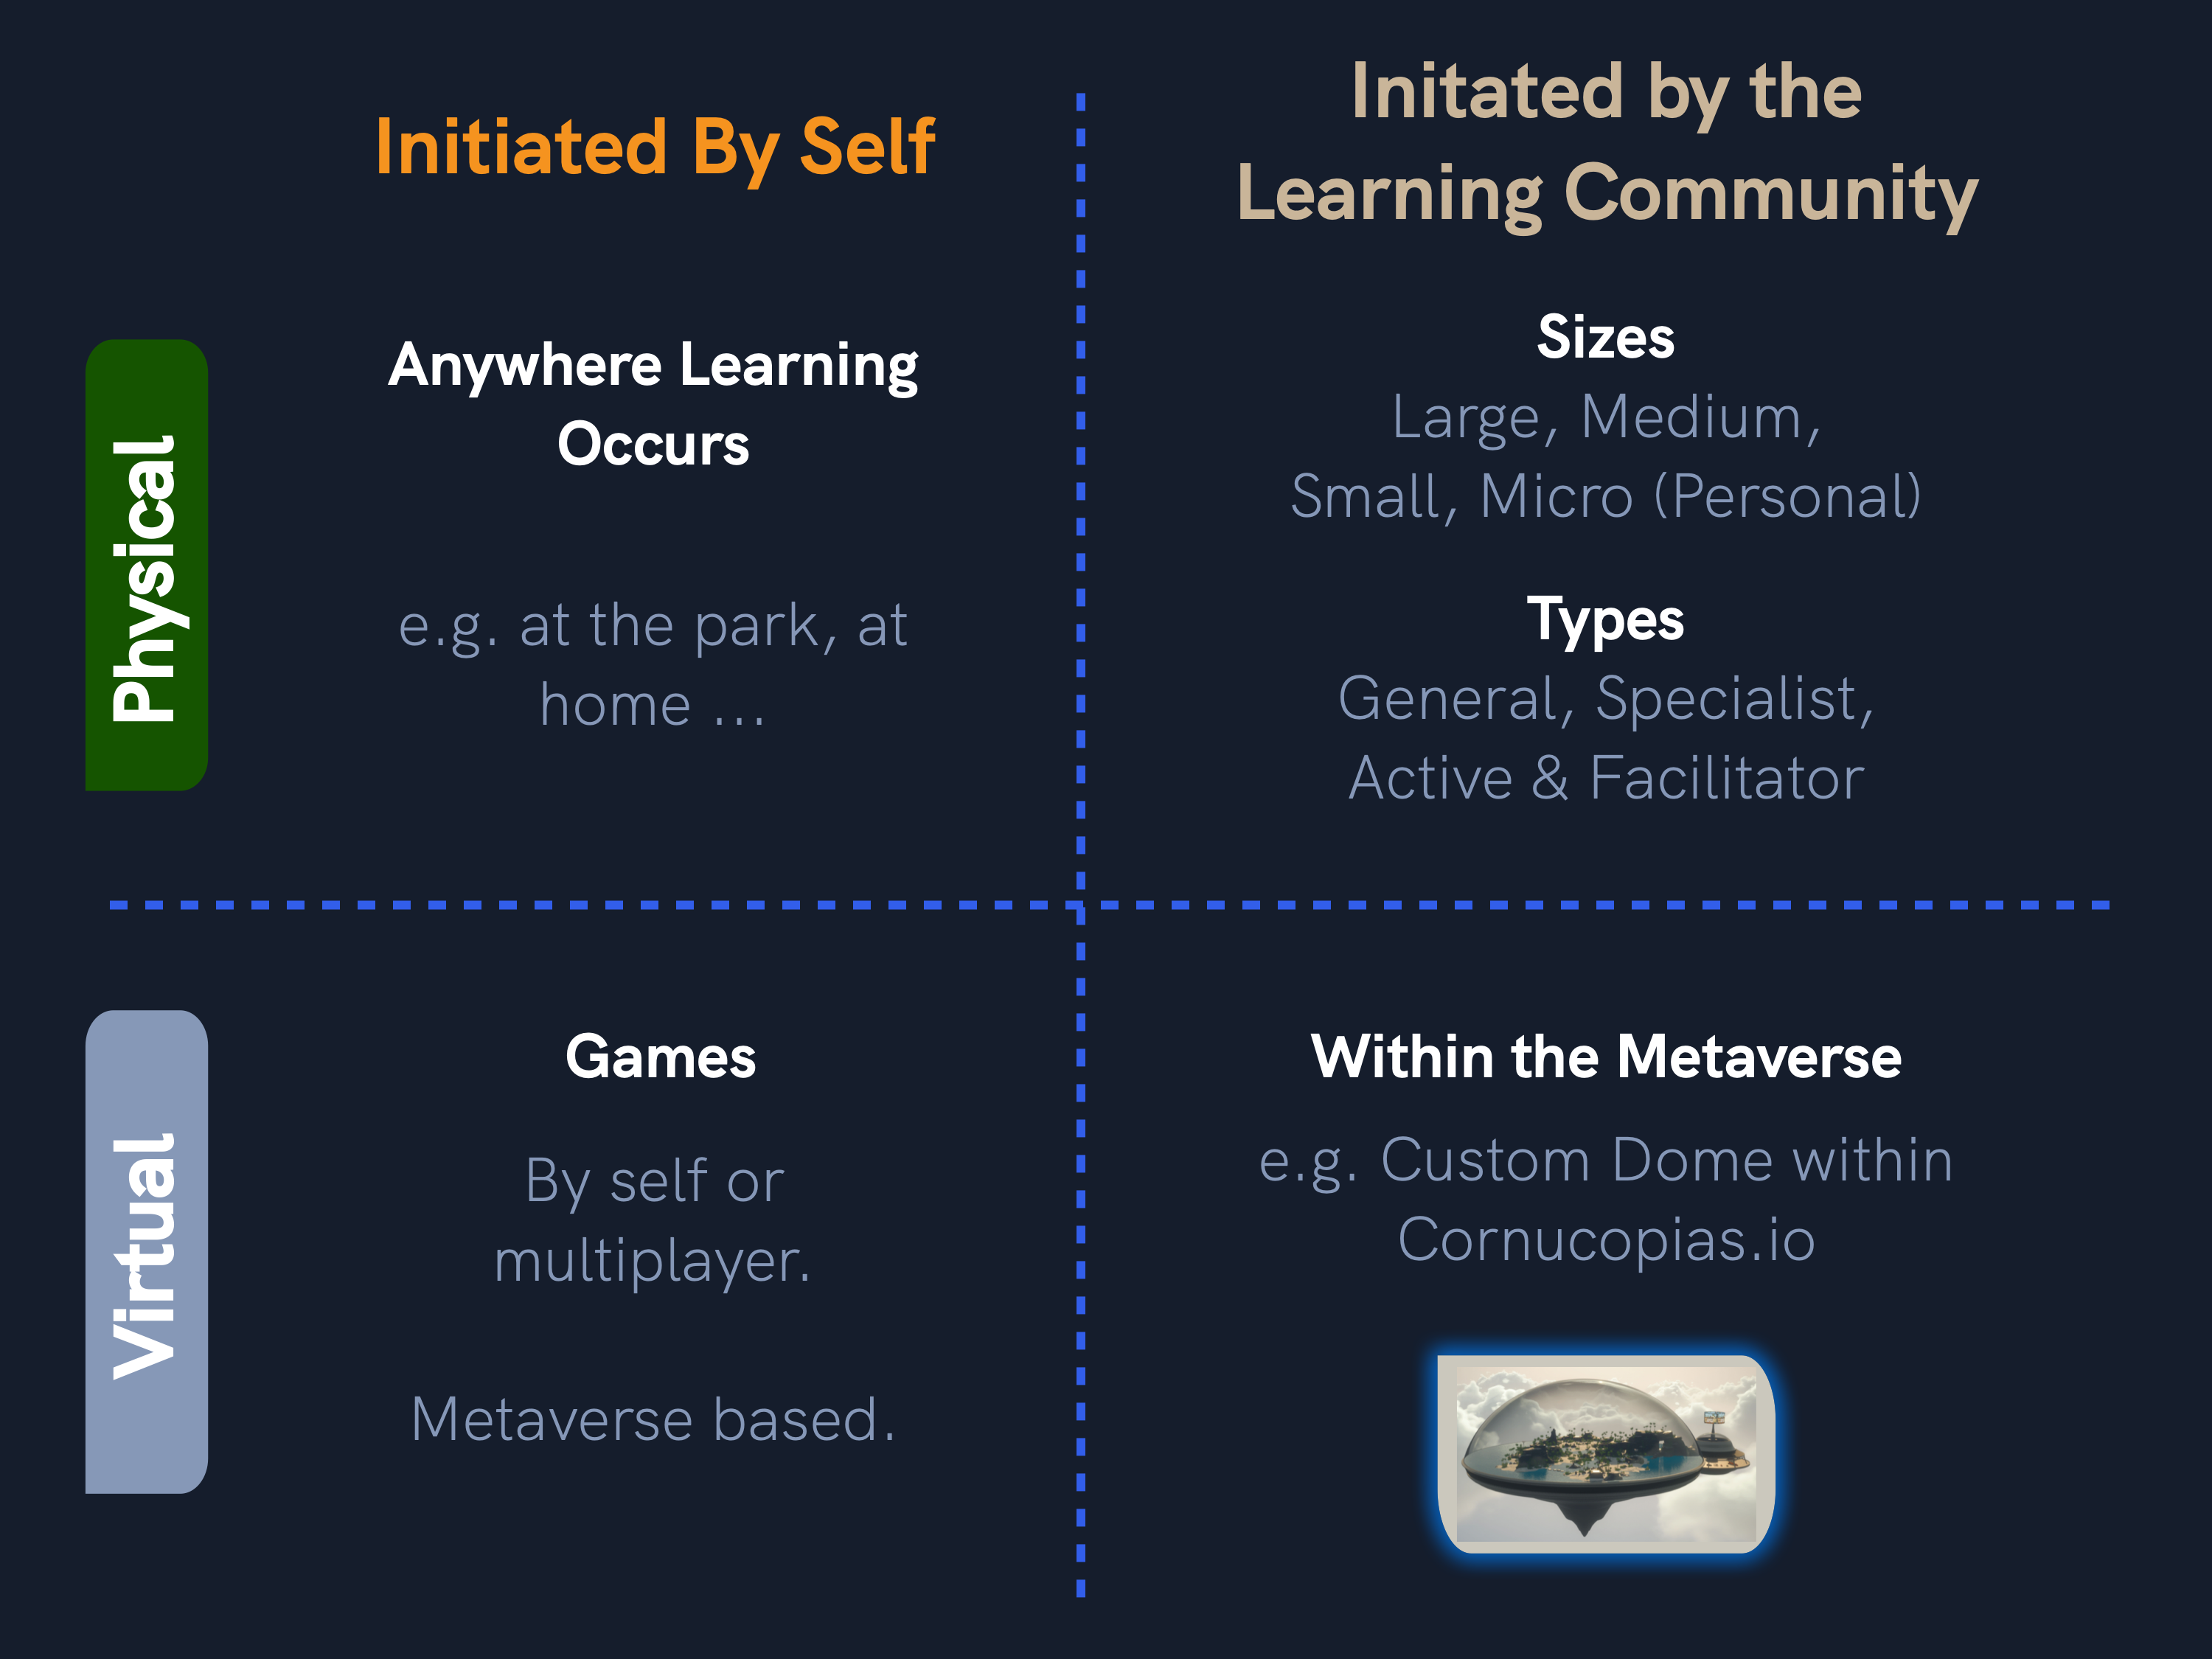 Initiated By Self
Initated by the
Learning Community
Physical
Anywhere Learning
Occurs
e.g. at the park, at
home ...
Sizes
Large, Medium,
Small, Micro (Personal)
Types
General, Specialist,
Active & Facilitator
Virtual
Games
By self or
multiplayer.
Metaverse based.
Within the Metaverse
e.g. Custom Dome within
Cornucopias.io